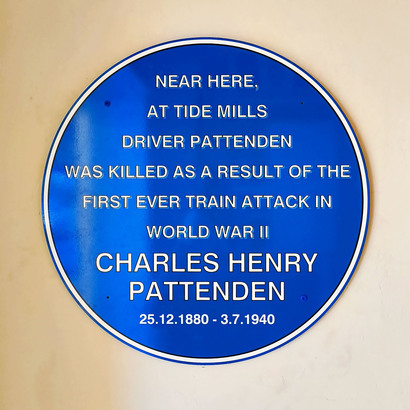 NEAR HERE,
AT TIDE MILLS
DRIVER PATTENDEN
WAS KILLED AS A RESULT OF THE
FIRST EVER TRAIN ATTACK IN
WORLD WAR II
CHARLES HENRY
PATTENDEN
25.12.1880 - 3.7.1940